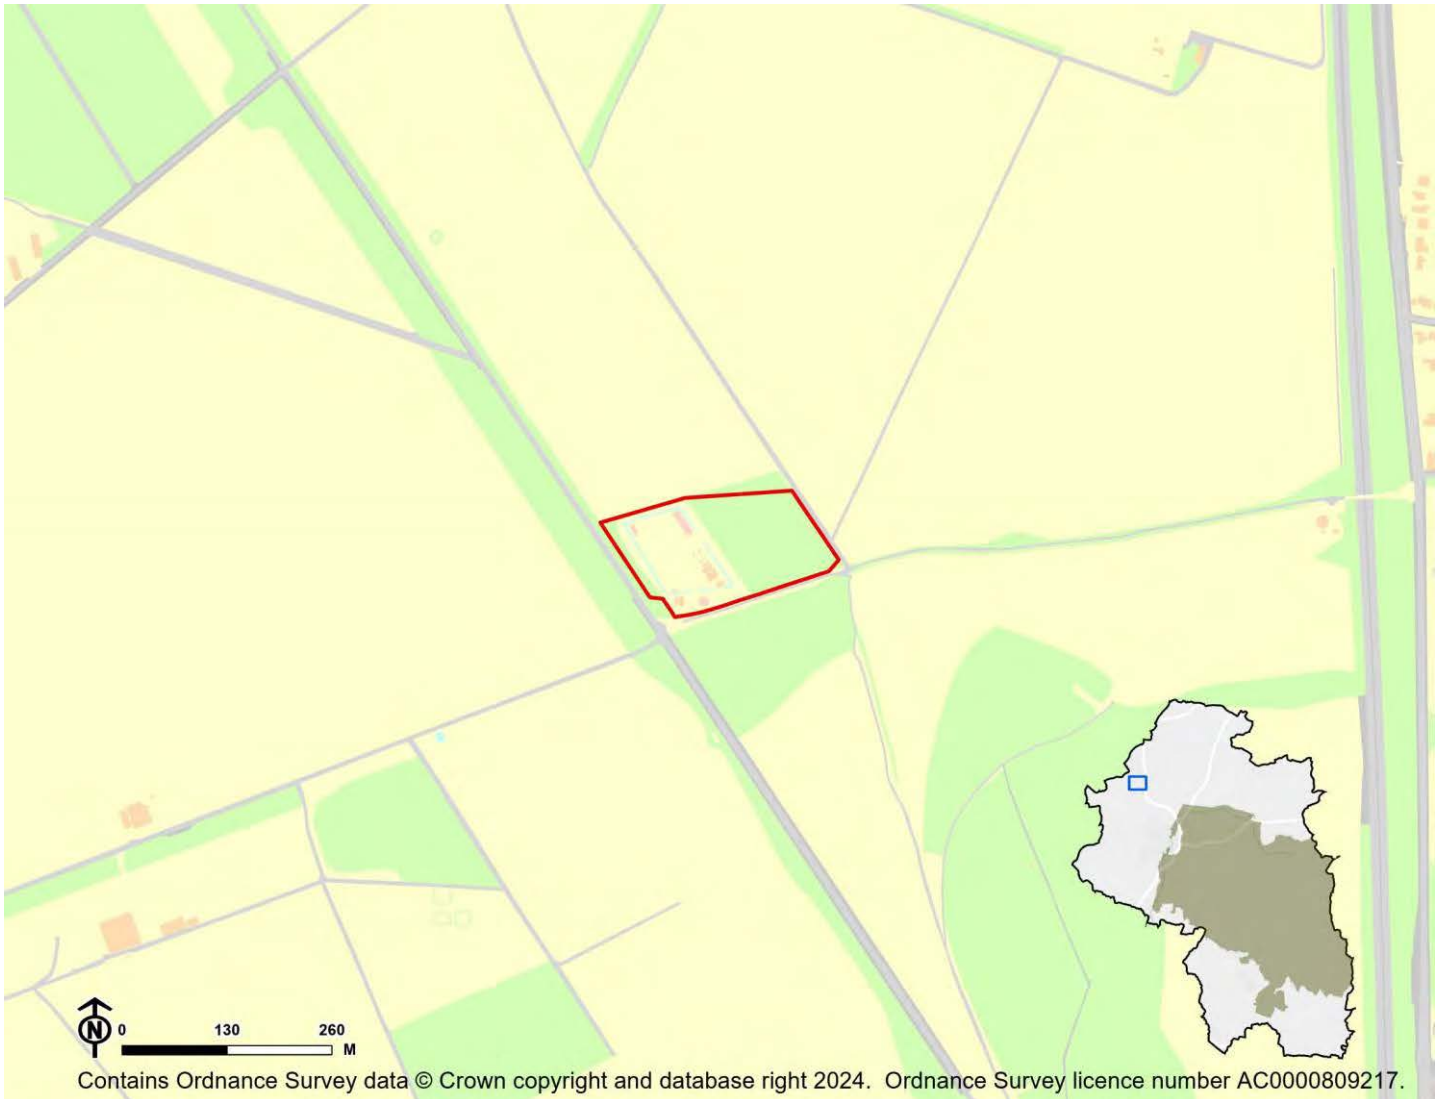 N 0 130 260
M
Contains Ordnance Survey data © Crown copyright and database right 2024. Ordnance Survey licence number AC0000809217.